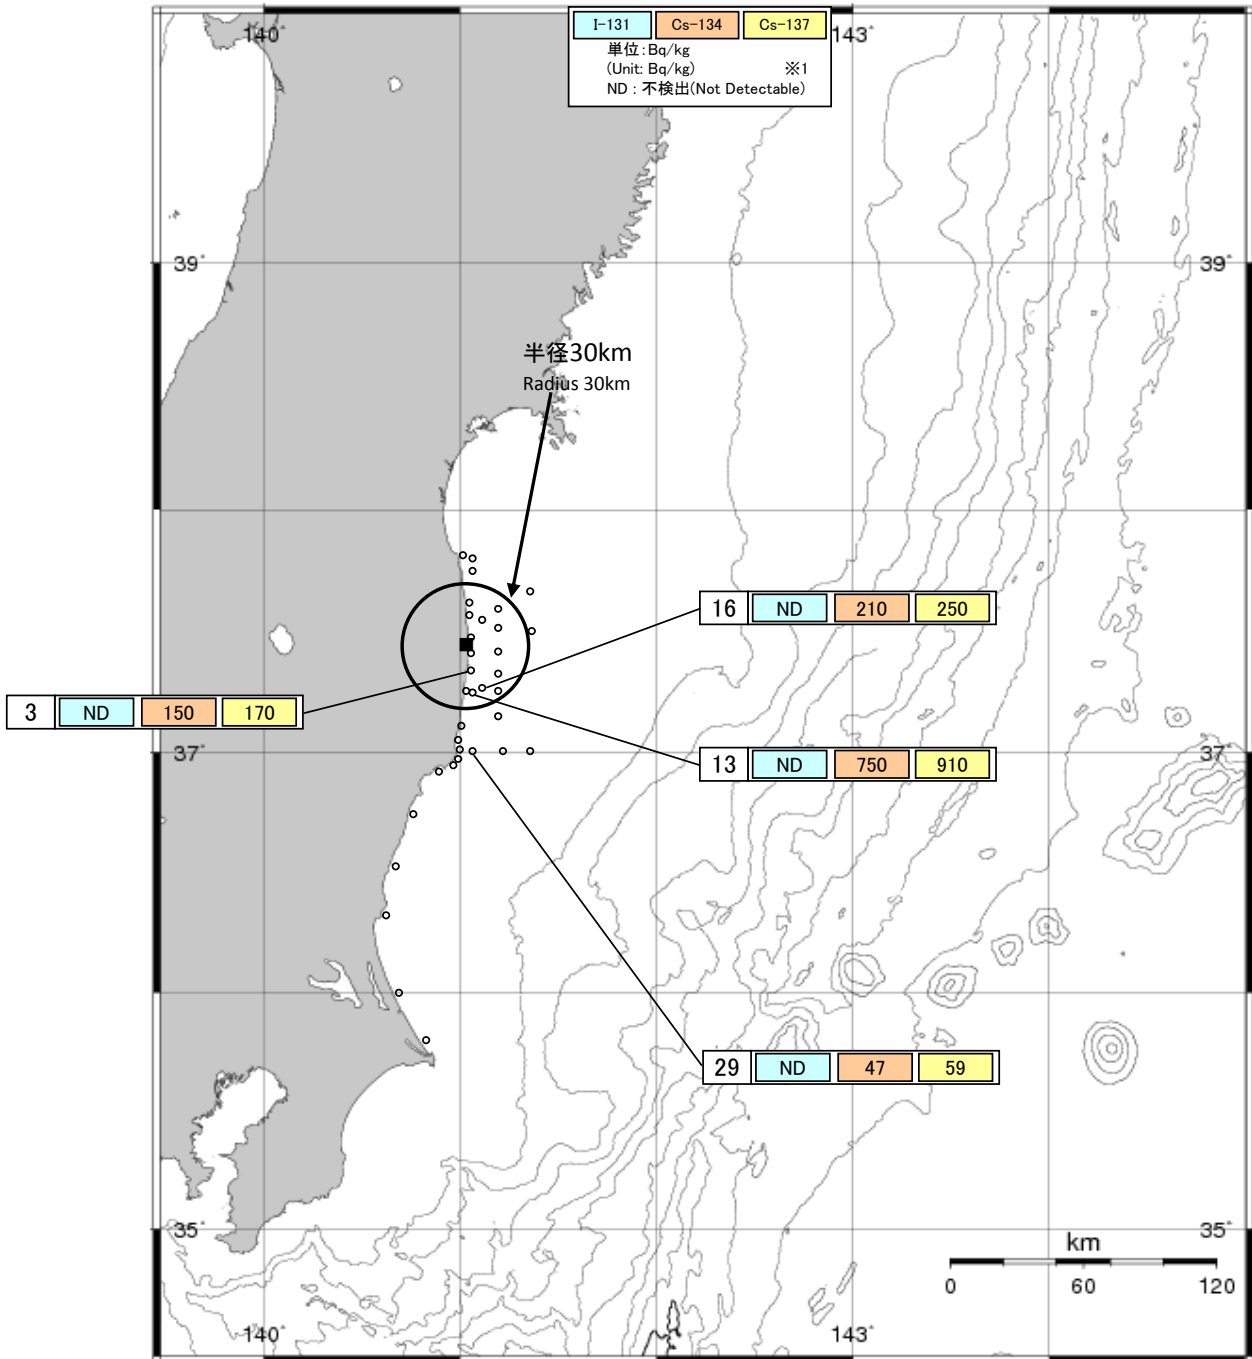 140°
I-131 Cs-134 Cs-137
143°
単位:Bq/kg
(Unit: Bq/kg) ※1
ND : 不検出(Not Detectable)
39°
39°
半径30km
Radius 30km
16 ND 210 250
3 ND 150 170
37°
37°
13 ND 750 910
29 ND 47 59
35°
35°
km
0 60 120
140°
143°